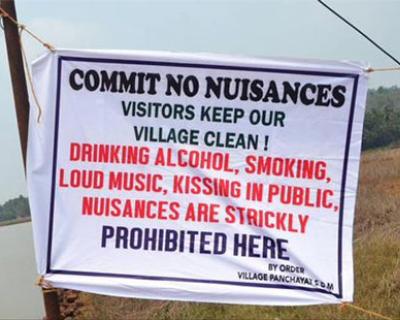 COMMIT NO NUISANCES
VISITORS KEEP OUR
VILLAGE CLEAN !
DRINKING ALCOHOL, SMOKING,
LOUD MUSIC, KISSING IN PUBLIC,
NUISANCES ARE STRICKLY
PROHIBITED HERE
BY ORDER
VILLAGE